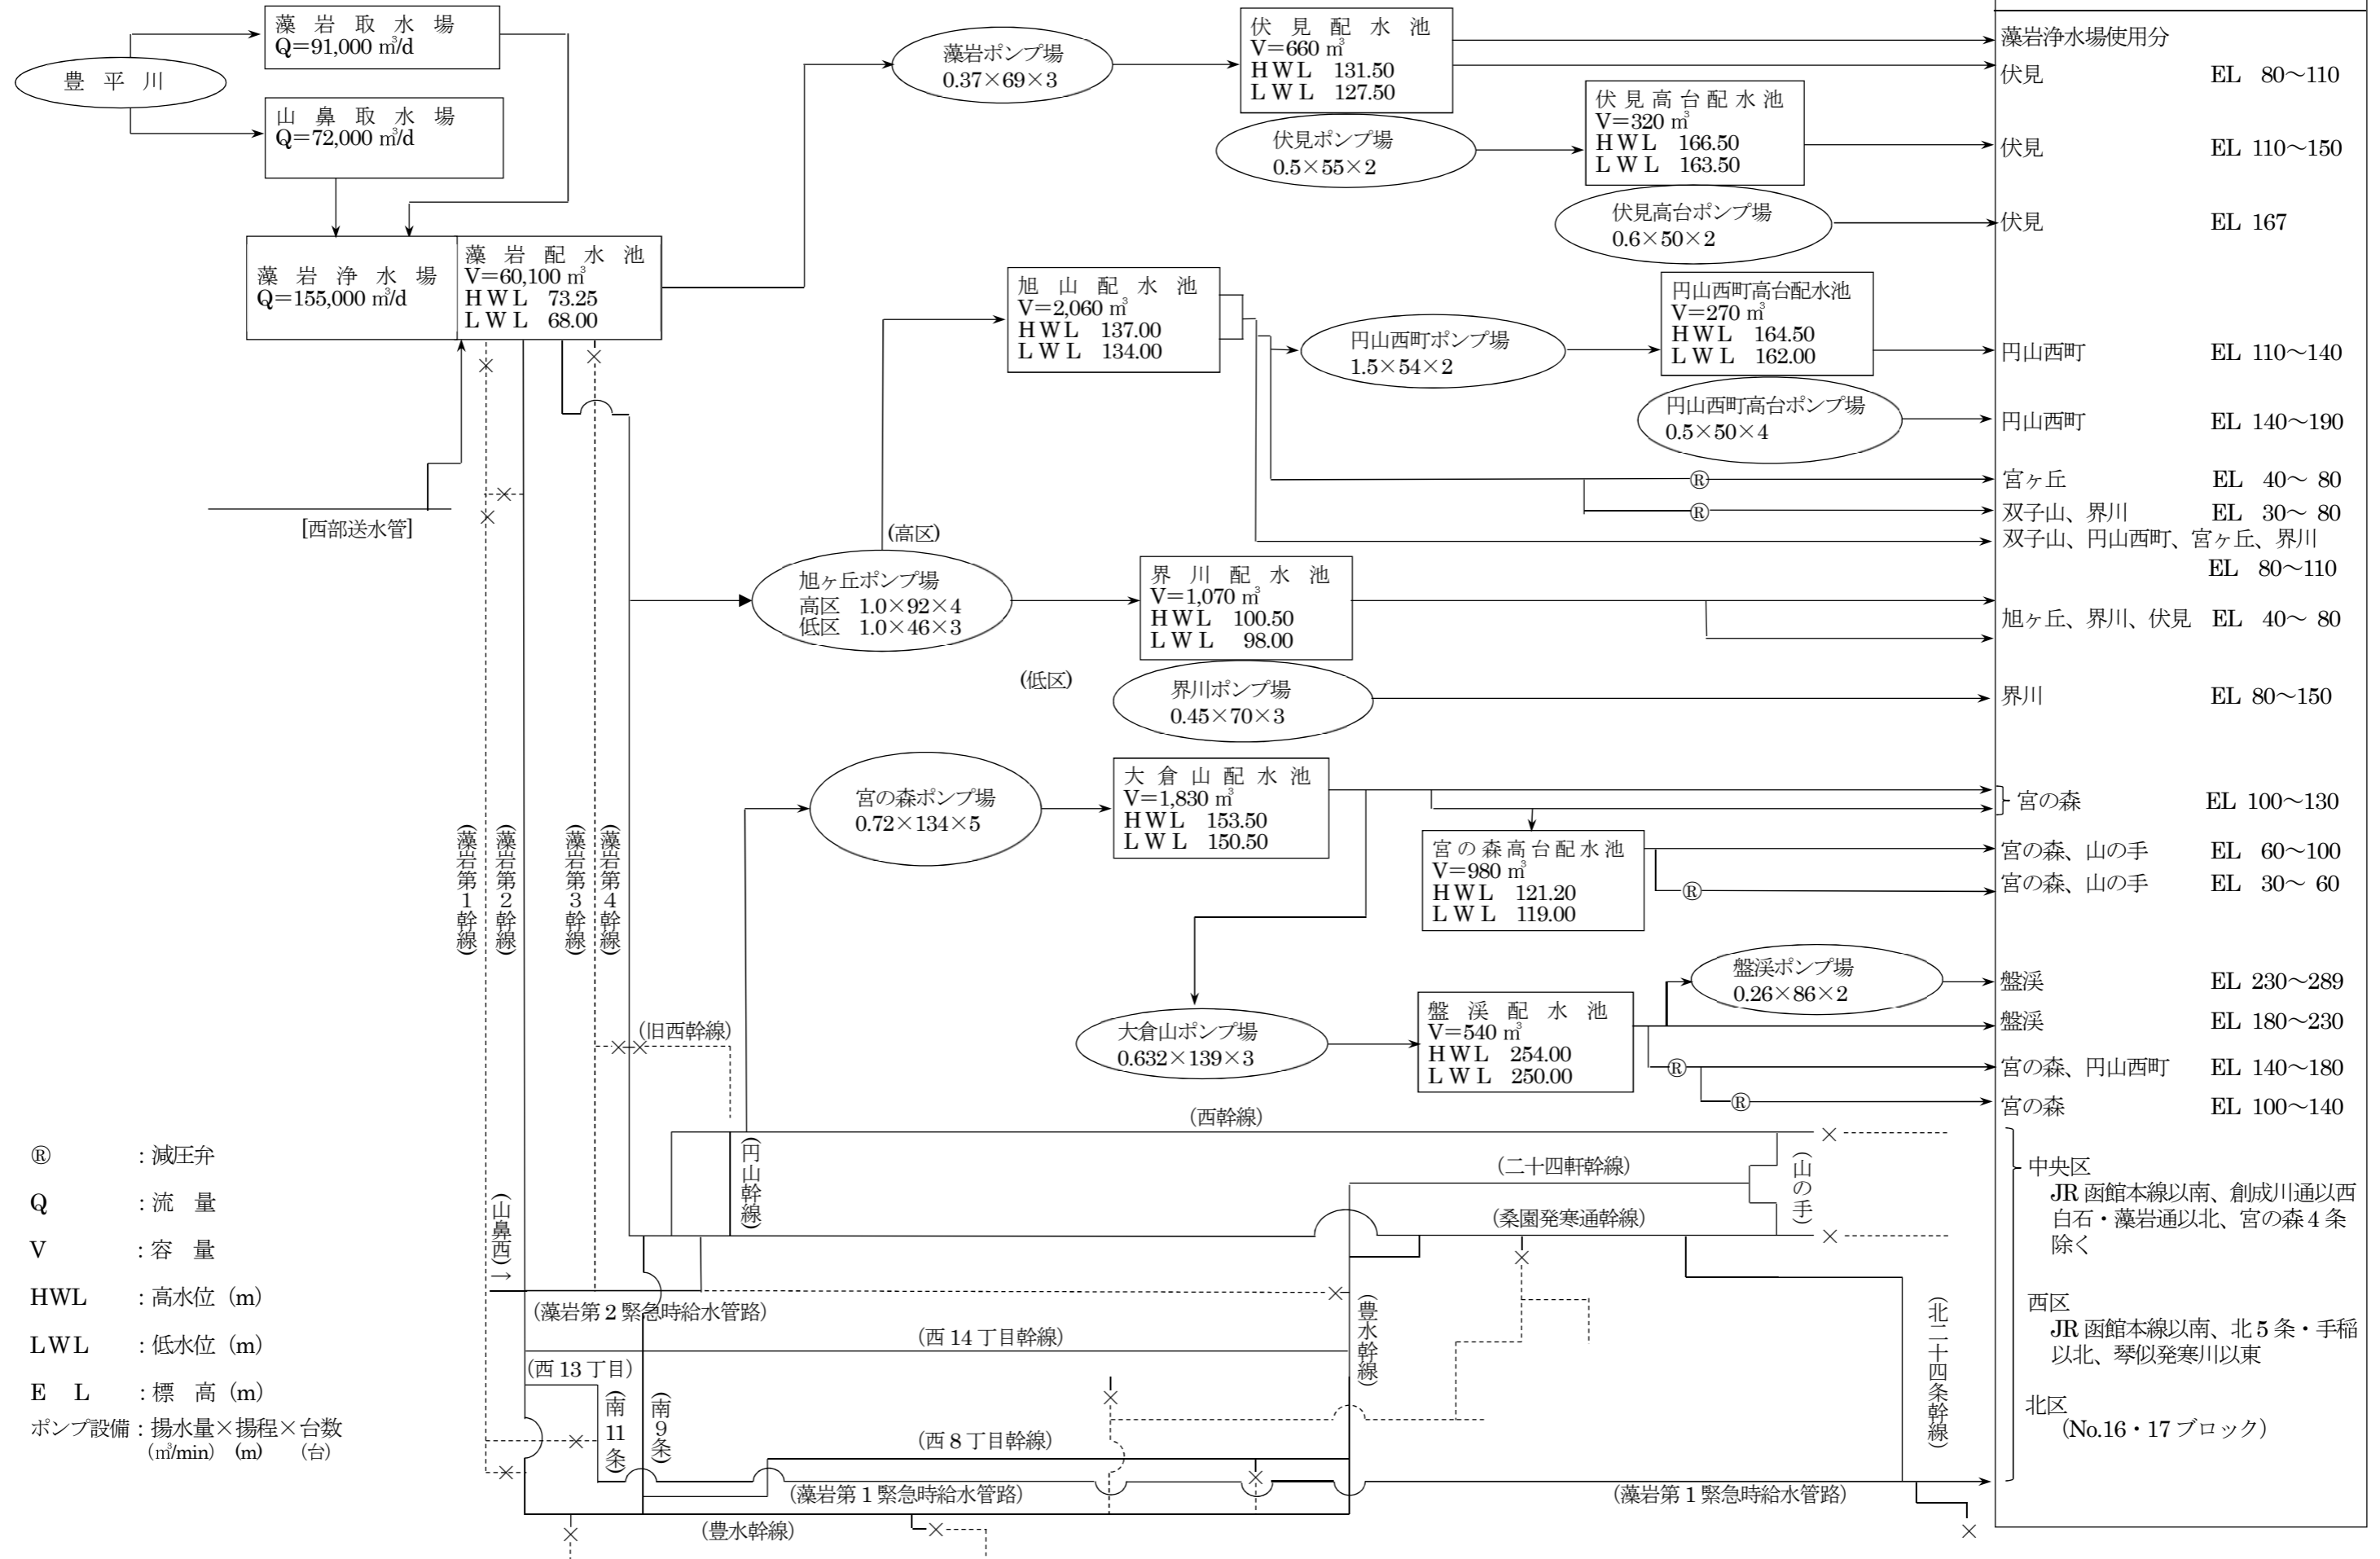 豊平川
藻岩取水場
Q=91,000 ㎥/d
山鼻取水場
Q=72,000 ㎥/d
藻岩浄水場
Q=155,000 ㎥/d
藻岩配水池
V=60,100 ㎥
HWL 73.25
LWL 68.00
[西部送水管]
藻岩ポンプ場
0.37×69×3
伏見配水池
V=660 ㎥
HWL 131.50
LWL 127.50
伏見ポンプ場
0.5×55×2
伏見高台配水池
V=320 ㎥
HWL 166.50
LWL 163.50
伏見高台ポンプ場
0.6×50×2
旭山配水池
V=2,060 ㎥
HWL 137.00
LWL 134.00
円山西町ポンプ場
1.5×54×2
円山西町高台配水池
V=270 ㎥
HWL 164.50
LWL 162.00
円山西町高台ポンプ場
0.5×50×4
Ⓡ
Ⓡ
(高区)
旭ヶ丘ポンプ場
高区 1.0×92×4
低区 1.0×46×3
(低区)
界川配水池
V=1,070 ㎥
HWL 100.50
LWL 98.00
界川ポンプ場
0.45×70×3
宮の森ポンプ場
0.72×134×5
大倉山配水池
V=1,830 ㎥
HWL 153.50
LWL 150.50
宮の森高台配水池
V=980 ㎥
HWL 121.20
LWL 119.00
Ⓡ
大倉山ポンプ場
0.632×139×3
盤渓配水池
V=540 ㎥
HWL 254.00
LWL 250.00
盤渓ポンプ場
0.26×86×2
Ⓡ
Ⓡ
藻岩浄水場使用分
伏見 EL 80～110
伏見 EL 110～150
伏見 EL 167
円山西町 EL 110～140
円山西町 EL 140～190
宮ヶ丘 EL 40～ 80
双子山、界川 EL 30～ 80
双子山、円山西町、宮ヶ丘、界川
EL 80～110
旭ヶ丘、界川、伏見 EL 40～ 80
界川 EL 80～150
宮の森 EL 100～130
宮の森、山の手 EL 60～100
宮の森、山の手 EL 30～ 60
盤渓 EL 230～289
盤渓 EL 180～230
宮の森、円山西町 EL 140～180
宮の森 EL 100～140
中央区
JR函館本線以南、創成川通以西
白石・藻岩通以北、宮の森4条
除く
西区
JR函館本線以南、北5条・手稲
以北、琴似発寒川以東
北区
（No.16・17ブロック）
(藻岩第1幹線)
(藻岩第2幹線)
(藻岩第3幹線)
(藻岩第4幹線)
(旧西幹線)
(西幹線)
(円山幹線)
(二十四軒幹線)
(山の手)
(桑園発寒通幹線)
(山鼻西)→
(藻岩第2緊急時給水管路)
(西14丁目幹線)
(豊水幹線)
(北二十四条幹線)
(西13丁目)
(南11条)
(南9条)
(西8丁目幹線)
(藻岩第1緊急時給水管路)
(藻岩第1緊急時給水管路)
(豊水幹線)
Ⓡ : 減圧弁
Q : 流 量
V : 容 量
HWL : 高水位（m）
LWL : 低水位（m）
E L : 標 高（m）
ポンプ設備 : 揚水量×揚程×台数
(㎥/min) (m) (台)